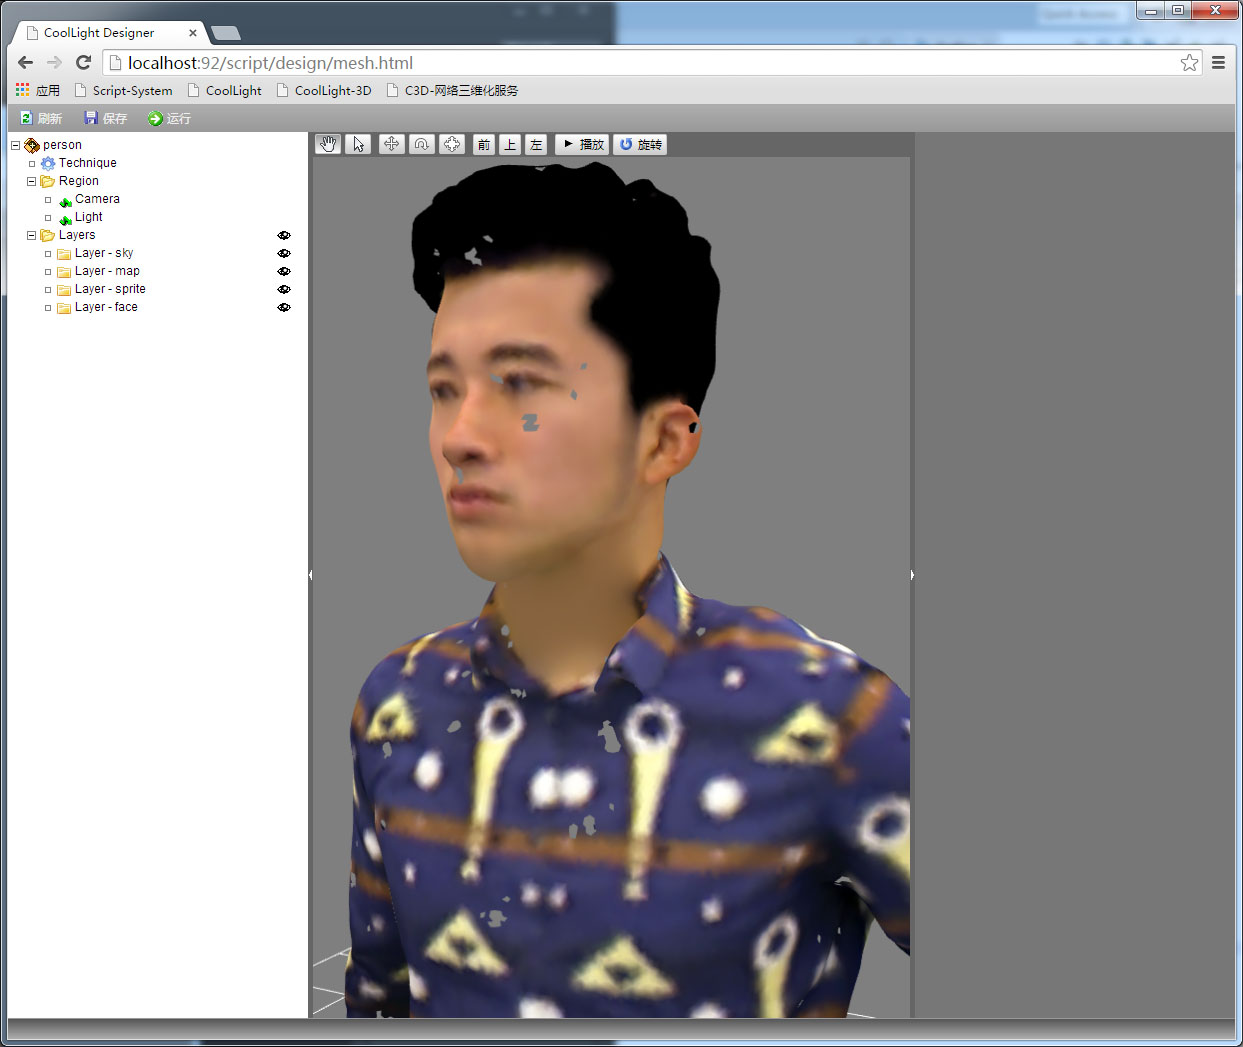 CoolLight Designer
localhost:92/script/design/mesh.html
应用 Script-System CoolLight CoolLight-3D C3D-网络三维化服务
刷新 保存 运行
person
Technique
Region
Camera
Light
Layers
Layer - sky
Layer - map
Layer - sprite
Layer - face
前 上 左 播放 旋转